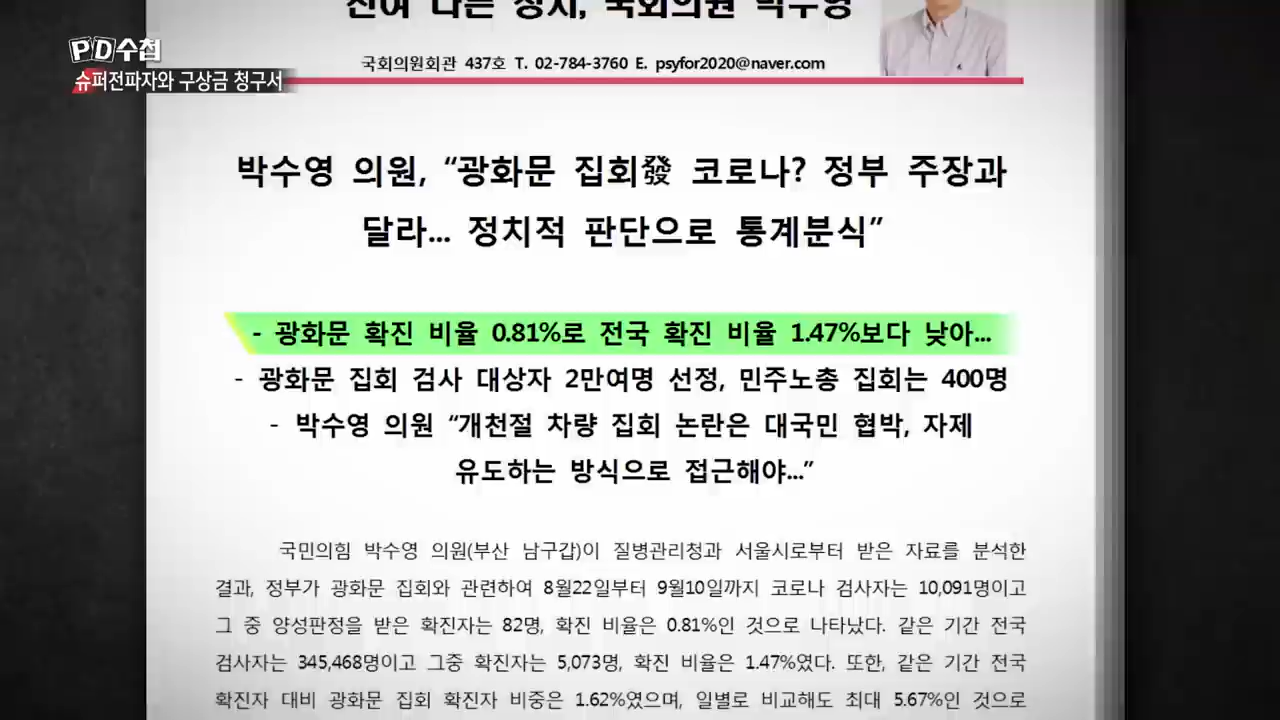 PD수첩
슈퍼전파자와 구상금 청구서
정치, 국회의원 박수영
국회의원회관 437호 T. 02-784-3760 E. psyfor2020@naver.com
박수영 의원, “광화문 집회發 코로나? 정부 주장과
달라... 정치적 판단으로 통계분식”
- 광화문 확진 비율 0.81%로 전국 확진 비율 1.47%보다 낮아...
- 광화문 집회 검사 대상자 2만여명 선정, 민주노총 집회는 400명
- 박수영 의원 “개천절 차량 집회 논란은 대국민 협박, 자제
유도하는 방식으로 접근해야...”
국민의힘 박수영 의원(부산 남구갑)이 질병관리청과 서울시로부터 받은 자료를 분석한
결과, 정부가 광화문 집회와 관련하여 8월22일부터 9월10일까지 코로나 검사자는 10,091명이고
그 중 양성판정을 받은 확진자는 82명, 확진 비율은 0.81%인 것으로 나타났다. 같은 기간 전국
검사자는 345,468명이고 그중 확진자는 5,073명, 확진 비율은 1.47%였다. 또한, 같은 기간 전국
확진자 대비 광화문 집회 확진자 비중은 1.62%였으며, 일별로 비교해도 최대 5.67%인 것으로